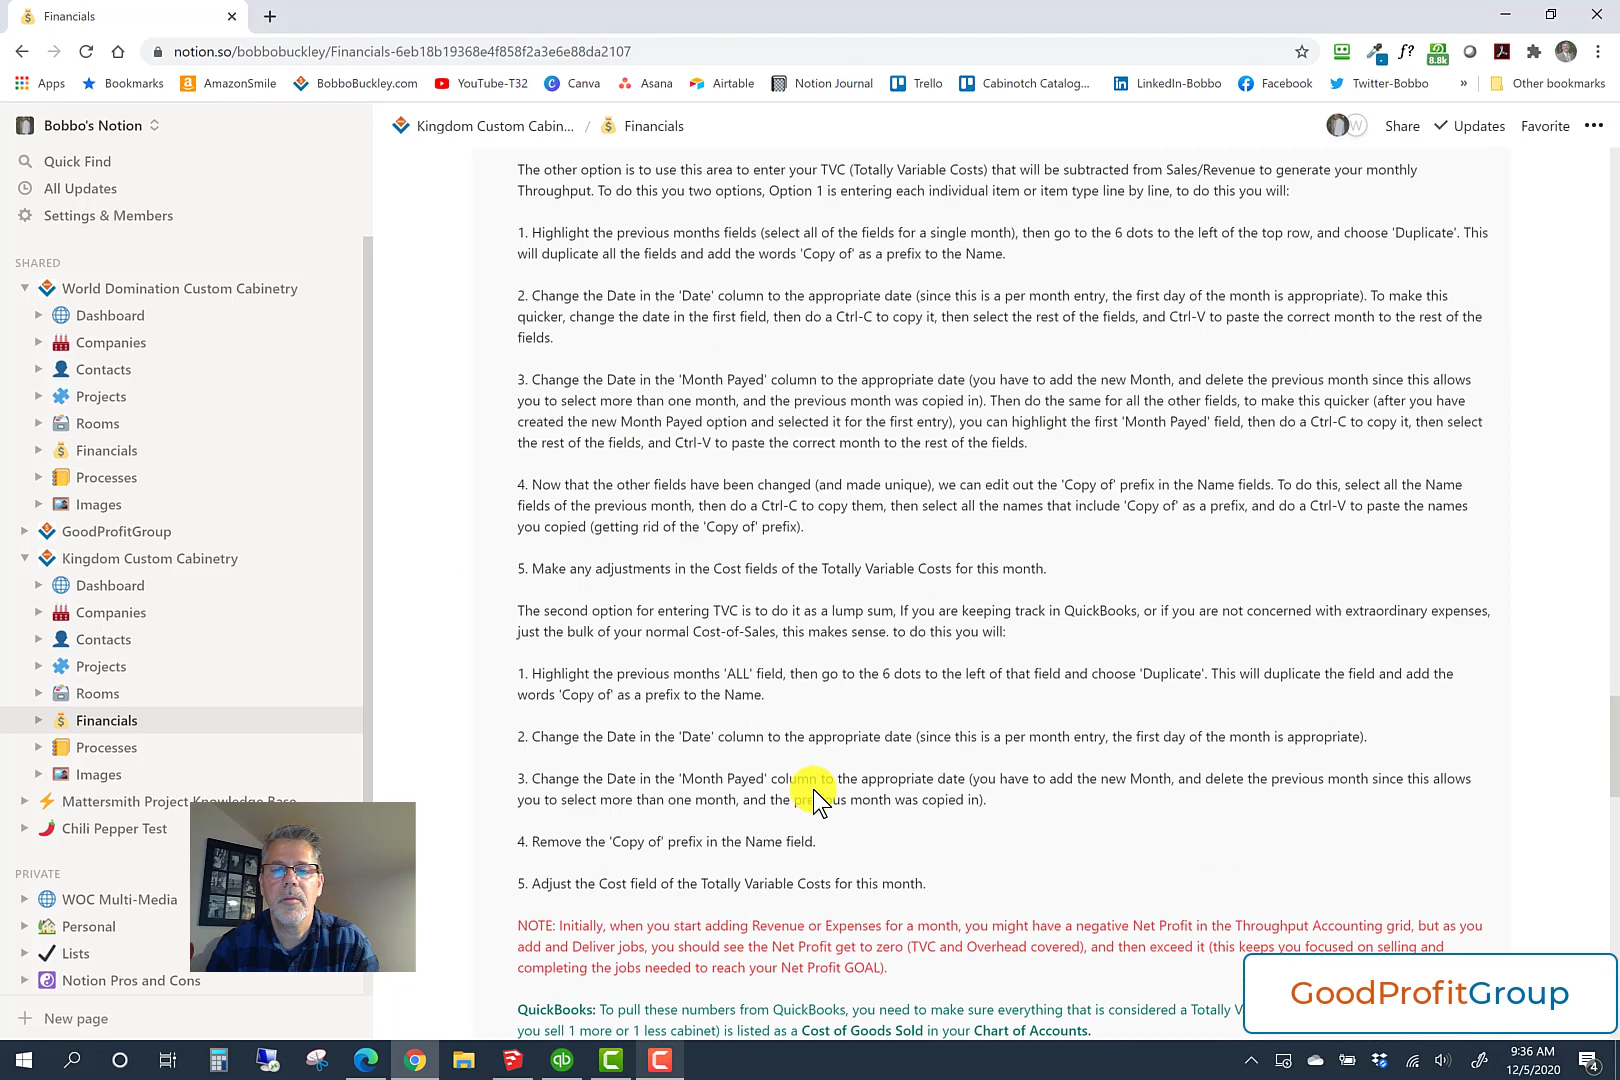 Financials
notion.so/bobbobuckley/Financials-6eb18b19368e4f858f2a3e6e88da2107
f?
8.8k
Apps
Bookmarks
AmazonSmile
BobboBuckley.com
YouTube-T32
Canva
Asana
Airtable
Notion Journal
Trello
Cabinotch Catalog...
LinkedIn-Bobbo
Facebook
Twitter-Bobbo
»
Other bookmarks
Bobbo's Notion
Kingdom Custom Cabin... / Financials
W
Share
Updates
Favorite
Quick Find
All Updates
Settings & Members
SHARED
World Domination Custom Cabinetry
Dashboard
Companies
Contacts
Projects
Rooms
Financials
Processes
Images
GoodProfitGroup
Kingdom Custom Cabinetry
Dashboard
Companies
Contacts
Projects
Rooms
Financials
Processes
Images
Mattersmith Project Knowledge Base
Chili Pepper Test
PRIVATE
WOC Multi-Media
Personal
Lists
Notion Pros and Cons
New page
The other option is to use this area to enter your TVC (Totally Variable Costs) that will be subtracted from Sales/Revenue to generate your monthly
Throughput. To do this you two options, Option 1 is entering each individual item or item type line by line, to do this you will:
1. Highlight the previous months fields (select all of the fields for a single month), then go to the 6 dots to the left of the top row, and choose 'Duplicate'. This
will duplicate all the fields and add the words 'Copy of' as a prefix to the Name.
2. Change the Date in the 'Date' column to the appropriate date (since this is a per month entry, the first day of the month is appropriate). To make this
quicker, change the date in the first field, then do a Ctrl-C to copy it, then select the rest of the fields, and Ctrl-V to paste the correct month to the rest of the
fields.
3. Change the Date in the 'Month Payed' column to the appropriate date (you have to add the new Month, and delete the previous month since this allows
you to select more than one month, and the previous month was copied in). Then do the same for all the other fields, to make this quicker (after you have
created the new Month Payed option and selected it for the first entry), you can highlight the first 'Month Payed' field, then do a Ctrl-C to copy it, then select
the rest of the fields, and Ctrl-V to paste the correct month to the rest of the fields.
4. Now that the other fields have been changed (and made unique), we can edit out the 'Copy of' prefix in the Name fields. To do this, select all the Name
fields of the previous month, then do a Ctrl-C to copy them, then select all the names that include 'Copy of' as a prefix, and do a Ctrl-V to paste the names
you copied (getting rid of the 'Copy of' prefix).
5. Make any adjustments in the Cost fields of the Totally Variable Costs for this month.
The second option for entering TVC is to do it as a lump sum, If you are keeping track in QuickBooks, or if you are not concerned with extraordinary expenses,
just the bulk of your normal Cost-of-Sales, this makes sense. to do this you will:
1. Highlight the previous months 'ALL' field, then go to the 6 dots to the left of that field and choose 'Duplicate'. This will duplicate the field and add the
words 'Copy of' as a prefix to the Name.
2. Change the Date in the 'Date' column to the appropriate date (since this is a per month entry, the first day of the month is appropriate).
3. Change the Date in the 'Month Payed' column to the appropriate date (you have to add the new Month, and delete the previous month since this allows
you to select more than one month, and the previous month was copied in).
4. Remove the 'Copy of' prefix in the Name field.
5. Adjust the Cost field of the Totally Variable Costs for this month.
NOTE: Initially, when you start adding Revenue or Expenses for a month, you might have a negative Net Profit in the Throughput Accounting grid, but as you
add and Deliver jobs, you should see the Net Profit get to zero (TVC and Overhead covered), and then exceed it (this keeps you focused on selling and
completing the jobs needed to reach your Net Profit GOAL).
QuickBooks: To pull these numbers from QuickBooks, you need to make sure everything that is considered a Totally V
you sell 1 more or 1 less cabinet) is listed as a Cost of Goods Sold in your Chart of Accounts.
GoodProfitGroup
qb
9:36 AM
12/5/2020
4